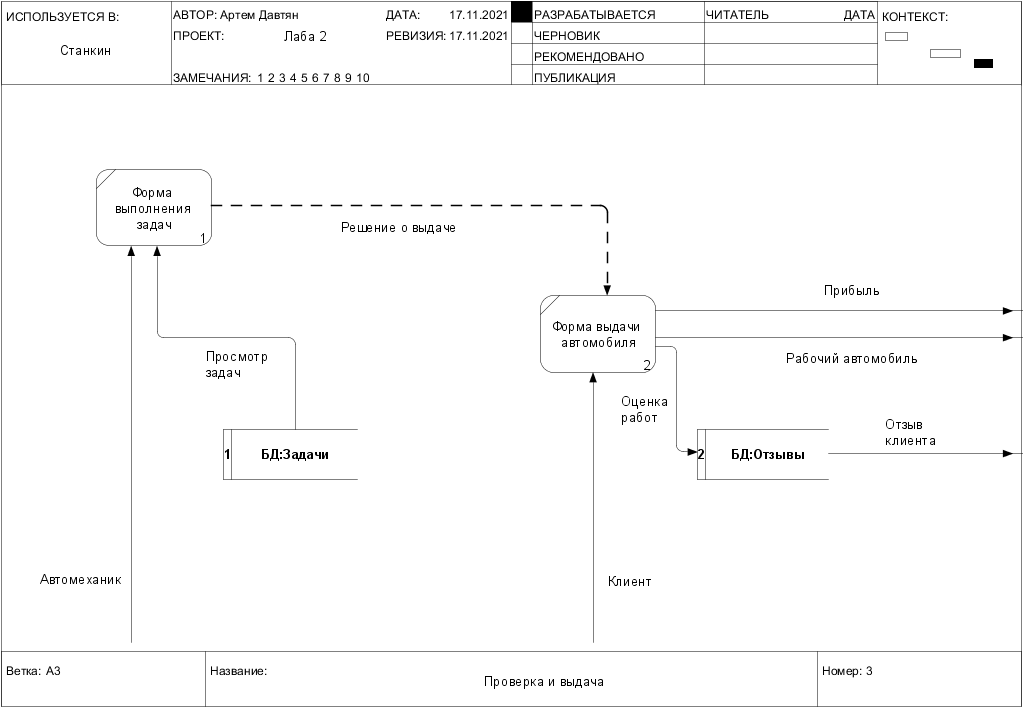 ИСПОЛЬЗУЕТСЯ В:
Станкин
АВТОР: Артем Давтян
ДАТА: 17.11.2021
ПРОЕКТ: Лаба 2
РЕВИЗИЯ: 17.11.2021
ЗАМЕЧАНИЯ: 1 2 3 4 5 6 7 8 9 10
РАЗРАБАТЫВАЕТСЯ
ЧЕРНОВИК
РЕКОМЕНДОВАНО
ПУБЛИКАЦИЯ
ЧИТАТЕЛЬ ДАТА
КОНТЕКСТ:
Форма
выполнения
задач
1
Решение о выдаче
Форма выдачи
автомобиля
2
Прибыль
Рабочий автомобиль
Просмотр
задач
Оценка
работ
Отзыв
клиента
1 БД:Задачи
2 БД:Отзывы
Автомеханик
Клиент
Ветка: А3
Название:
Проверка и выдача
Номер: 3